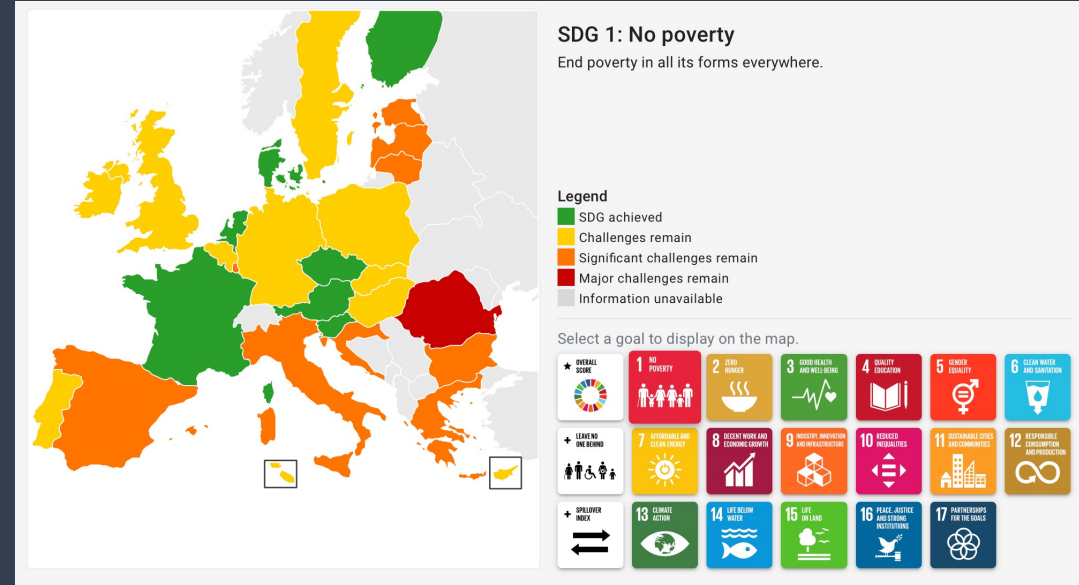 SDG 1: No poverty
End poverty in all its forms everywhere.
Legend
SDG achieved
Challenges remain
Significant challenges remain
Major challenges remain
Information unavailable
Select a goal to display on the map.
★ OVERALL
SCORE
1 NO
POVERTY
2 ZERO
HUNGER
3 GOOD HEALTH
AND WELL-BEING
4 QUALITY
EDUCATION
5 GENDER
EQUALITY
6 CLEAN WATER
AND SANITATION
+ LEAVE NO
ONE BEHIND
7 AFFORDABLE AND
CLEAN ENERGY
8 DECENT WORK AND
ECONOMIC GROWTH
9 INDUSTRY, INNOVATION
AND INFRASTRUCTURE
10 REDUCED
INEQUALITIES
11 SUSTAINABLE CITIES
AND COMMUNITIES
12 RESPONSIBLE
CONSUMPTION
AND PRODUCTION
+ SPILLOVER
INDEX
13 CLIMATE
ACTION
14 LIFE BELOW
WATER
15 LIFE
ON LAND
16 PEACE, JUSTICE
AND STRONG
INSTITUTIONS
17 PARTNERSHIPS
FOR THE GOALS